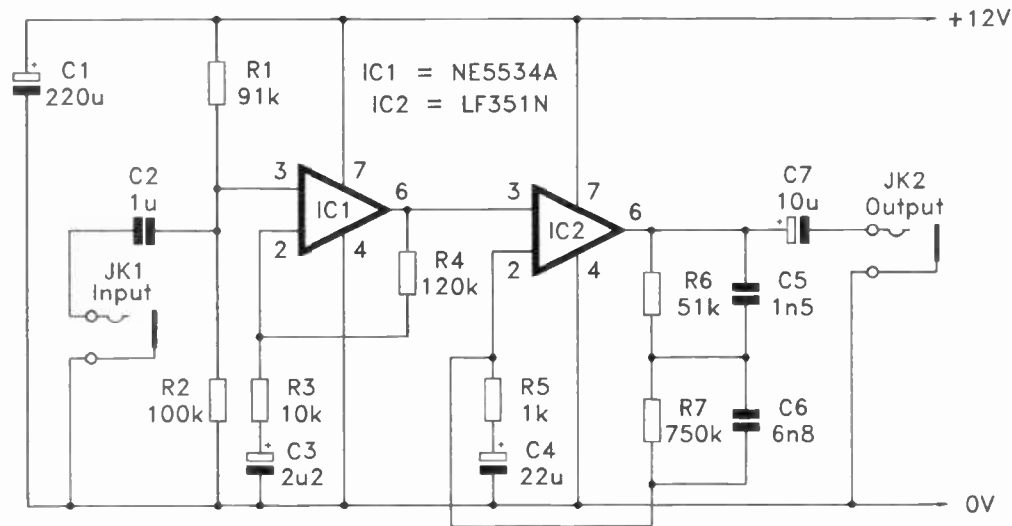 +12V
C1
220u
R1
91k
IC1 = NE5534A
IC2 = LF351N
C2
1u
3
7
6
IC1
2
4
3
7
6
IC2
2
4
C7
10u
JK2
Output
JK1
Input
R4
120k
R6
51k
C5
1n5
R2
100k
R3
10k
R5
1k
R7
750k
C6
6n8
C3
2u2
C4
22u
0V
+
+
+
+